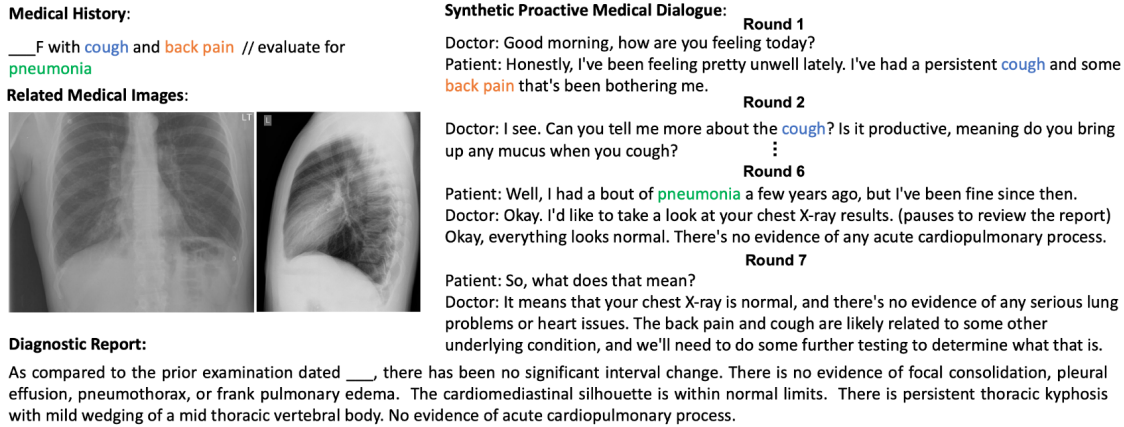 Medical History:
___F with cough and back pain // evaluate for
pneumonia
Related Medical Images:
LT
L
Synthetic Proactive Medical Dialogue:
Round 1
Doctor: Good morning, how are you feeling today?
Patient: Honestly, I've been feeling pretty unwell lately. I've had a persistent cough and some
back pain that's been bothering me.
Round 2
Doctor: I see. Can you tell me more about the cough? Is it productive, meaning do you bring
up any mucus when you cough?
⋮
Round 6
Patient: Well, I had a bout of pneumonia a few years ago, but I've been fine since then.
Doctor: Okay. I'd like to take a look at your chest X-ray results. (pauses to review the report)
Okay, everything looks normal. There's no evidence of any acute cardiopulmonary process.
Round 7
Patient: So, what does that mean?
Doctor: It means that your chest X-ray is normal, and there's no evidence of any serious lung
problems or heart issues. The back pain and cough are likely related to some other
underlying condition, and we'll need to do some further testing to determine what that is.
Diagnostic Report:
As compared to the prior examination dated ___, there has been no significant interval change. There is no evidence of focal consolidation, pleural
effusion, pneumothorax, or frank pulmonary edema. The cardiomediastinal silhouette is within normal limits. There is persistent thoracic kyphosis
with mild wedging of a mid thoracic vertebral body. No evidence of acute cardiopulmonary process.